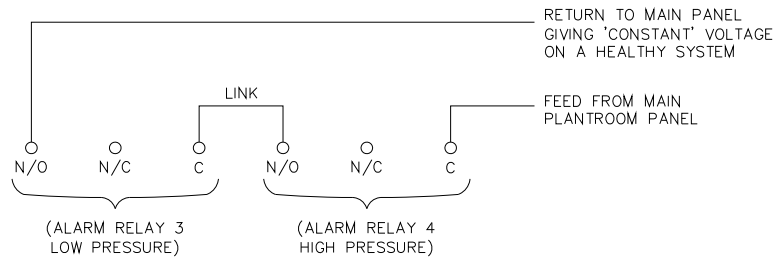 RETURN TO MAIN PANEL
GIVING 'CONSTANT' VOLTAGE
ON A HEALTHY SYSTEM
LINK
FEED FROM MAIN
PLANTROOM PANEL
N/O
N/C
C
N/O
N/C
C
(ALARM RELAY 3
LOW PRESSURE)
(ALARM RELAY 4
HIGH PRESSURE)